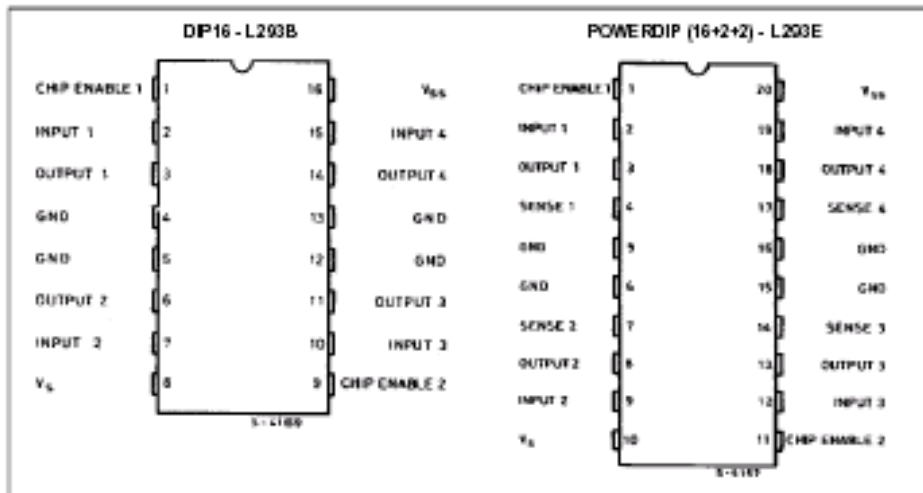 DIP16 - L293B
CHIP ENABLE 1 1 16 VSS
INPUT 1 2 15 INPUT 4
OUTPUT 1 3 14 OUTPUT 4
GND 4 13 GND
GND 5 12 GND
OUTPUT 2 6 11 OUTPUT 3
INPUT 2 7 10 INPUT 3
VS 8 9 CHIP ENABLE 2
POWERDIP (16+2+2) - L293E
CHIP ENABLE 1 1 20 VSS
INPUT 1 2 19 INPUT 4
OUTPUT 1 3 18 OUTPUT 4
SENSE 1 4 17 SENSE 4
GND 5 16 GND
GND 6 15 GND
SENSE 2 7 14 SENSE 3
OUTPUT 2 8 13 OUTPUT 3
INPUT 2 9 12 INPUT 3
VS 10 11 CHIP ENABLE 2